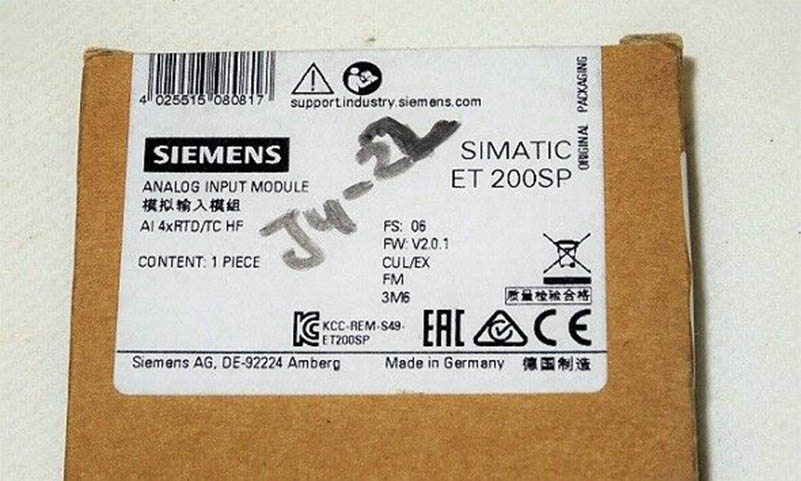 4 025515 080817
support.industry.siemens.com
ORIGINAL PACKAGING
SIEMENS
SIMATIC
ET 200SP
J4-22
ANALOG INPUT MODULE
模拟输入模組
AI 4xRTD/TC HF
CONTENT: 1 PIECE
FS: 06
FW: V2.0.1
CUL/EX
FM
3M6
质量检验合格
KCC-REM-S49-
ET200SP
EAC
CE
Siemens AG, DE-92224 Amberg
Made in Germany
德国制造